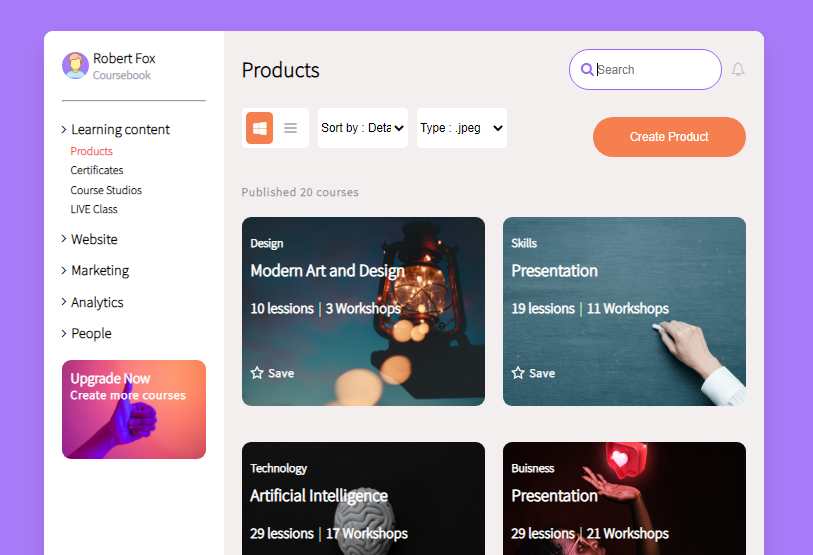 Robert Fox
Coursebook
Learning content
Products
Certificates
Course Studios
LIVE Class
Website
Marketing
Analytics
People
Upgrade Now
Create more courses
Products
Search
Sort by : Deta
Type : .jpeg
Create Product
Published 20 courses
Design
Modern Art and Design
10 lessions | 3 Workshops
Save
Skills
Presentation
19 lessions | 11 Workshops
Save
Technology
Artificial Intelligence
29 lessions | 17 Workshops
Buisness
Presentation
29 lessions | 21 Workshops